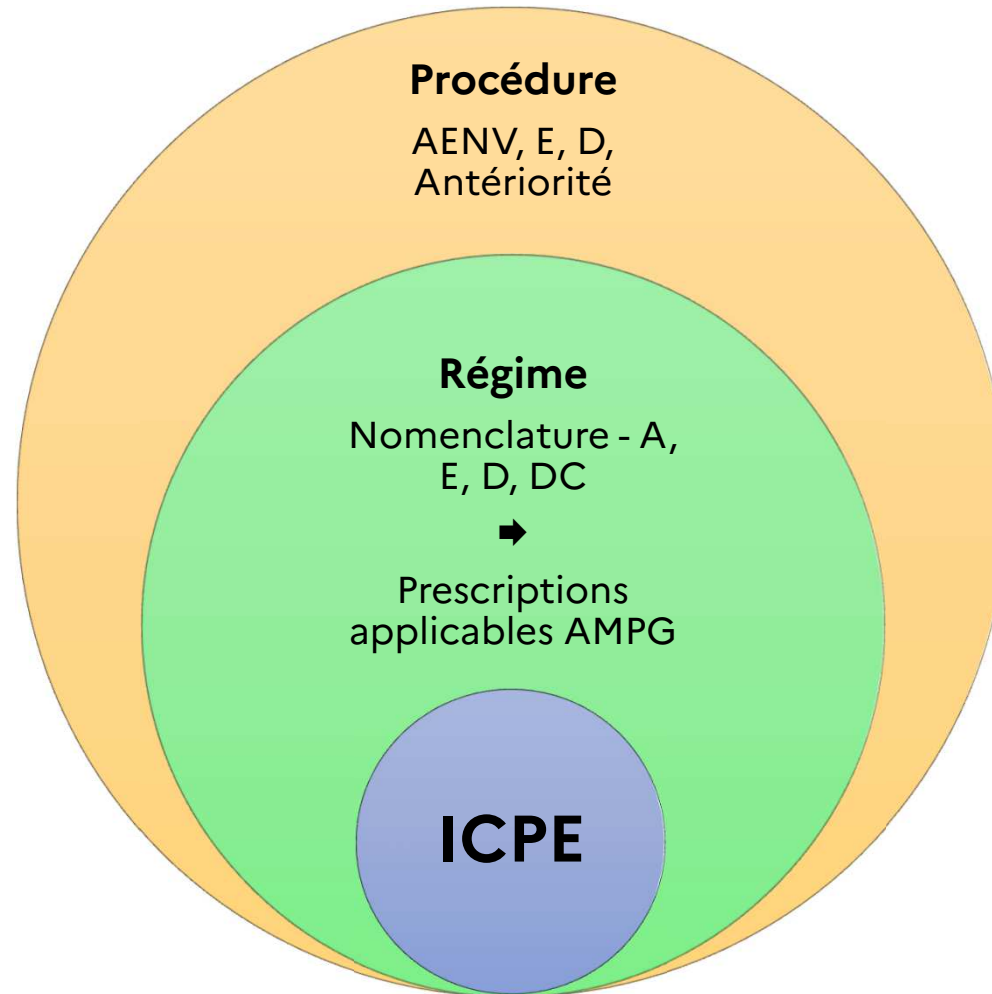 Procédure
AENV, E, D,
Antériorité
Régime
Nomenclature - A,
E, D, DC
Prescriptions
applicables AMPG
ICPE